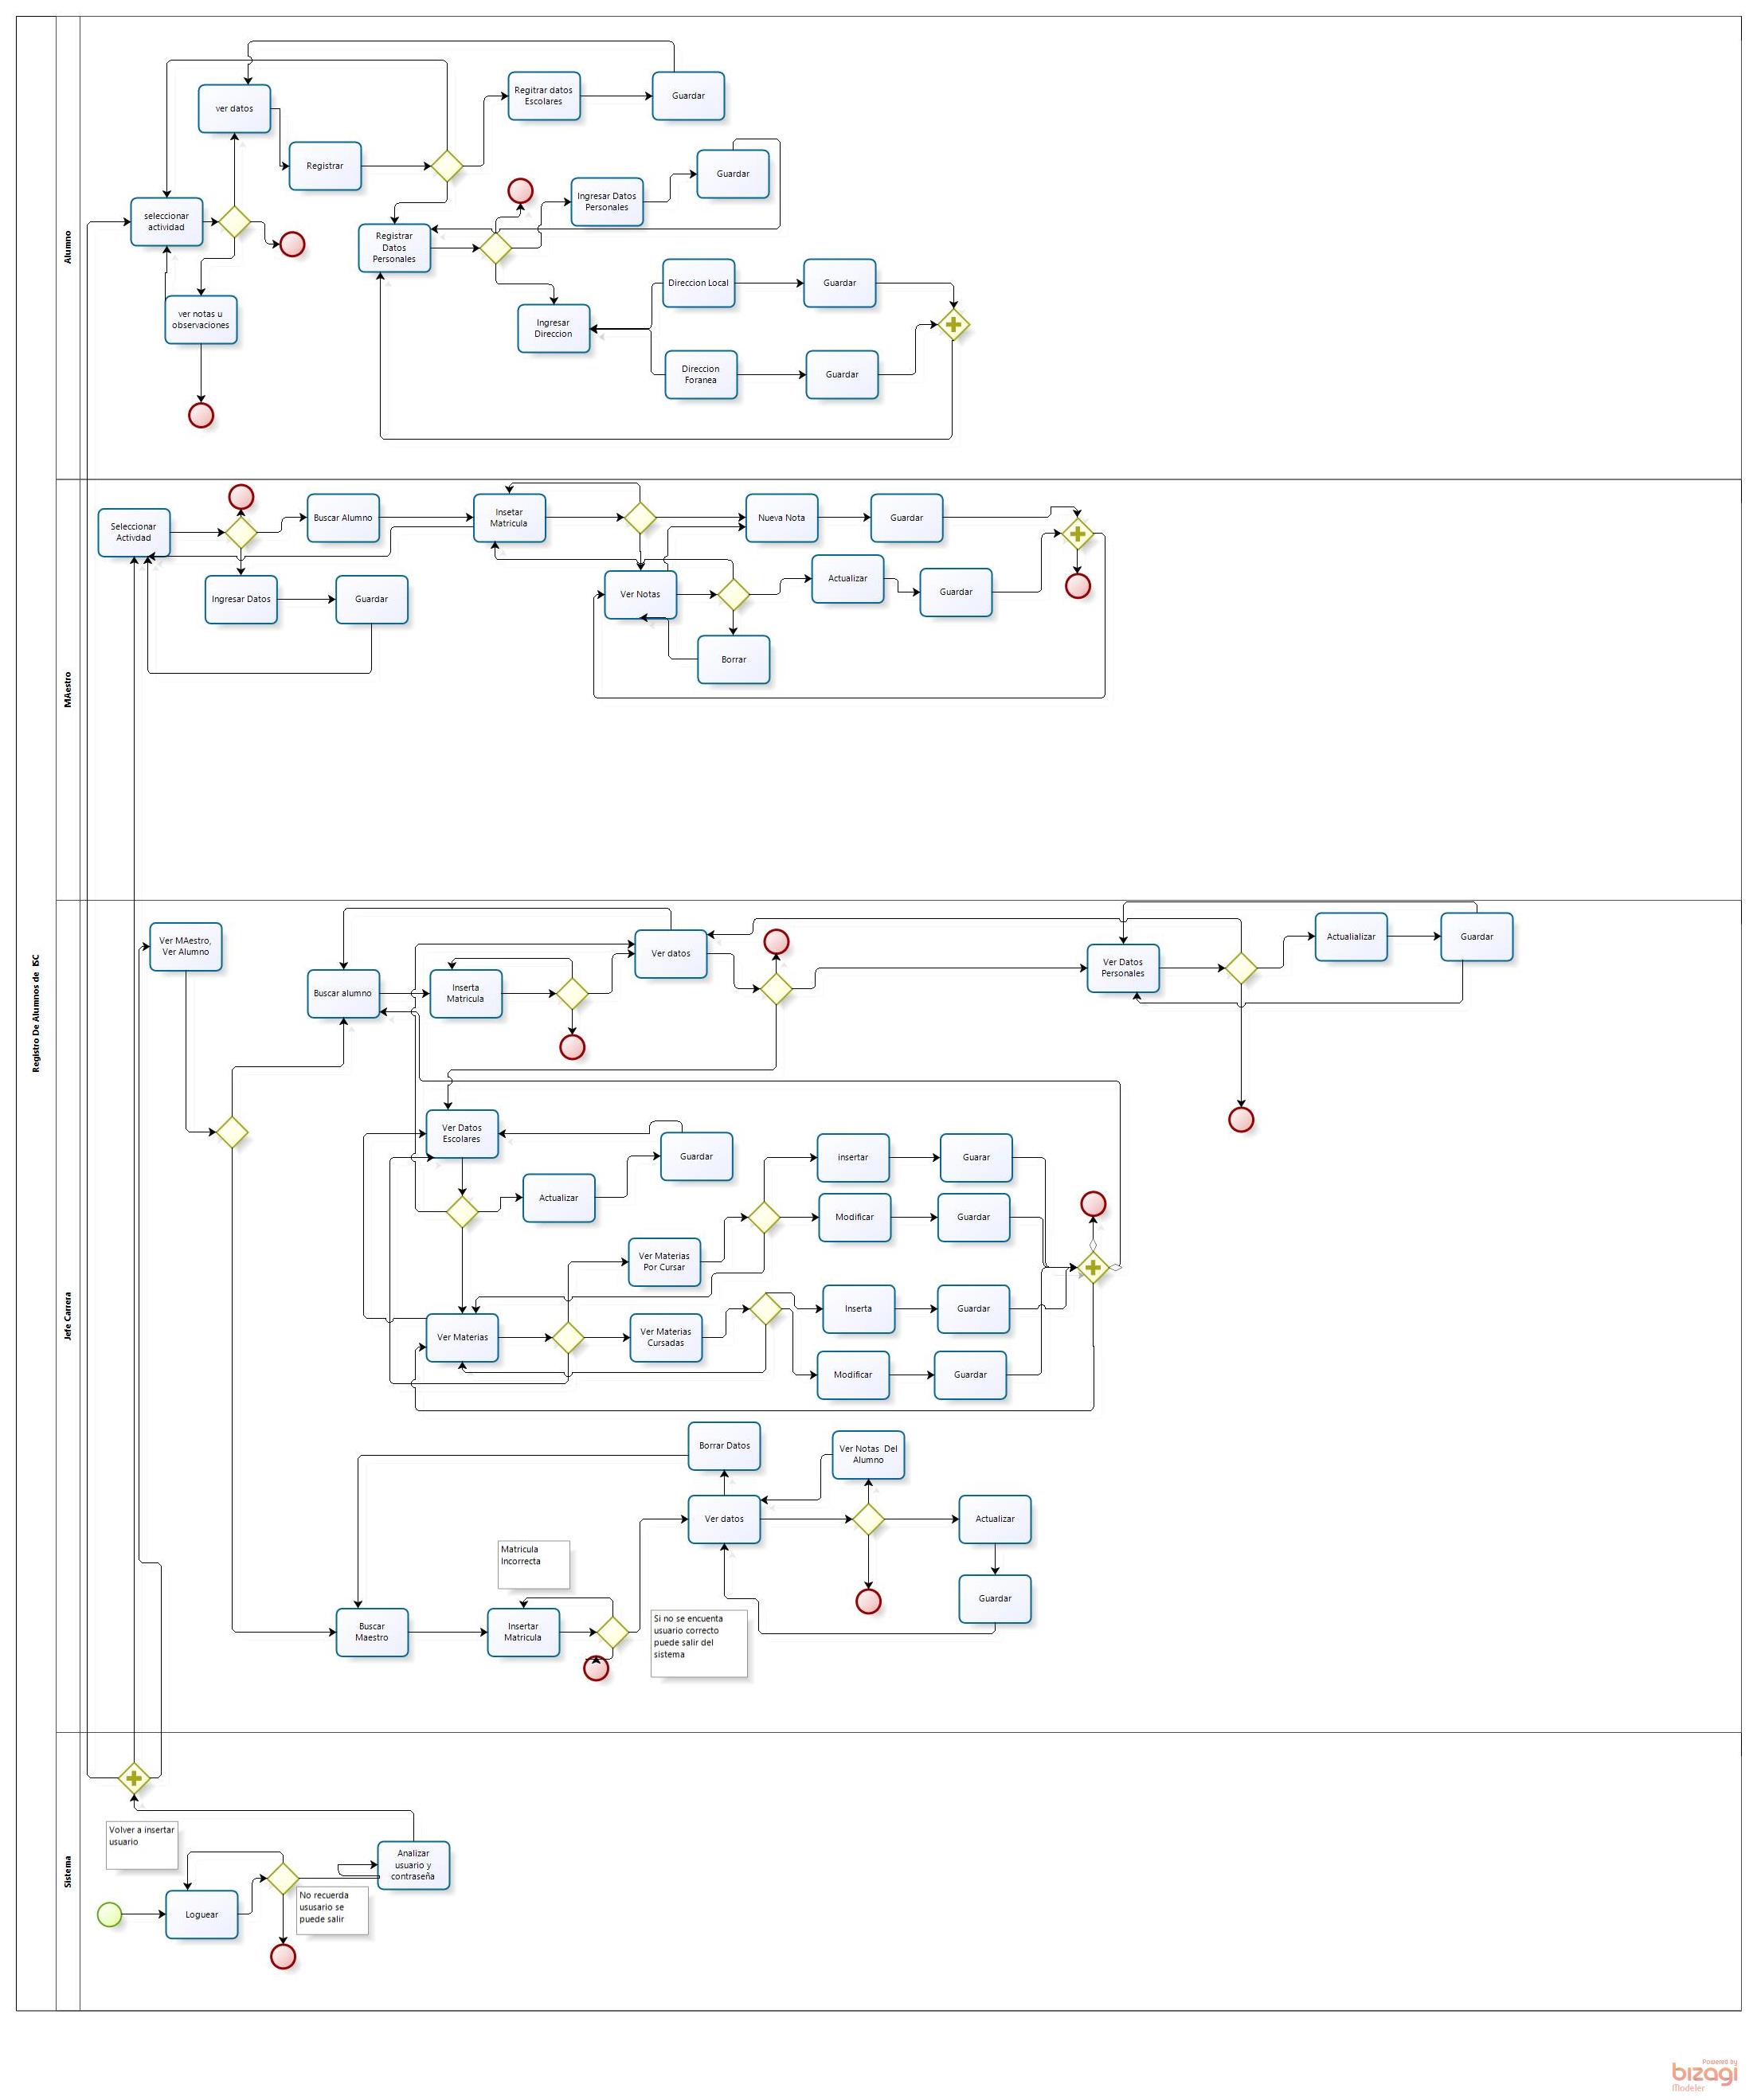 Registro De Alumnos de ISC
Alumno
ver datos
Regitrar datos
Escolares
Guardar
Registrar
Guardar
Ingresar Datos
Personales
seleccionar
actividad
Registrar
Datos
Personales
Direccion Local
Guardar
ver notas u
observaciones
Ingresar
Direccion
Direccion
Foranea
Guardar
MAestro
Seleccionar
Activdad
Buscar Alumno
Insetar
Matricula
Nueva Nota
Guardar
Ingresar Datos
Guardar
Ver Notas
Actualizar
Guardar
Borrar
Jefe Carrera
Ver MAestro,
Ver Alumno
Buscar alumno
Inserta
Matricula
Ver datos
Ver Datos
Personales
Actualializar
Guardar
Ver Datos
Escolares
Guardar
Actualizar
insertar
Guarar
Modificar
Guardar
Ver Materias
Por Cursar
Ver Materias
Ver Materias
Cursadas
Inserta
Guardar
Modificar
Guardar
Borrar Datos
Ver Notas  Del
Alumno
Ver datos
Actualizar
Matricula
Incorrecta
Guardar
Buscar
Maestro
Insertar
Matricula
Si no se encuenta
usuario correcto
puede salir del
sistema
Sistema
Volver a insertar
usuario
Analizar
usuario y
contraseña
Loguear
No recuerda
ususario se
puede salir
Powered by
bizagi
Modeler